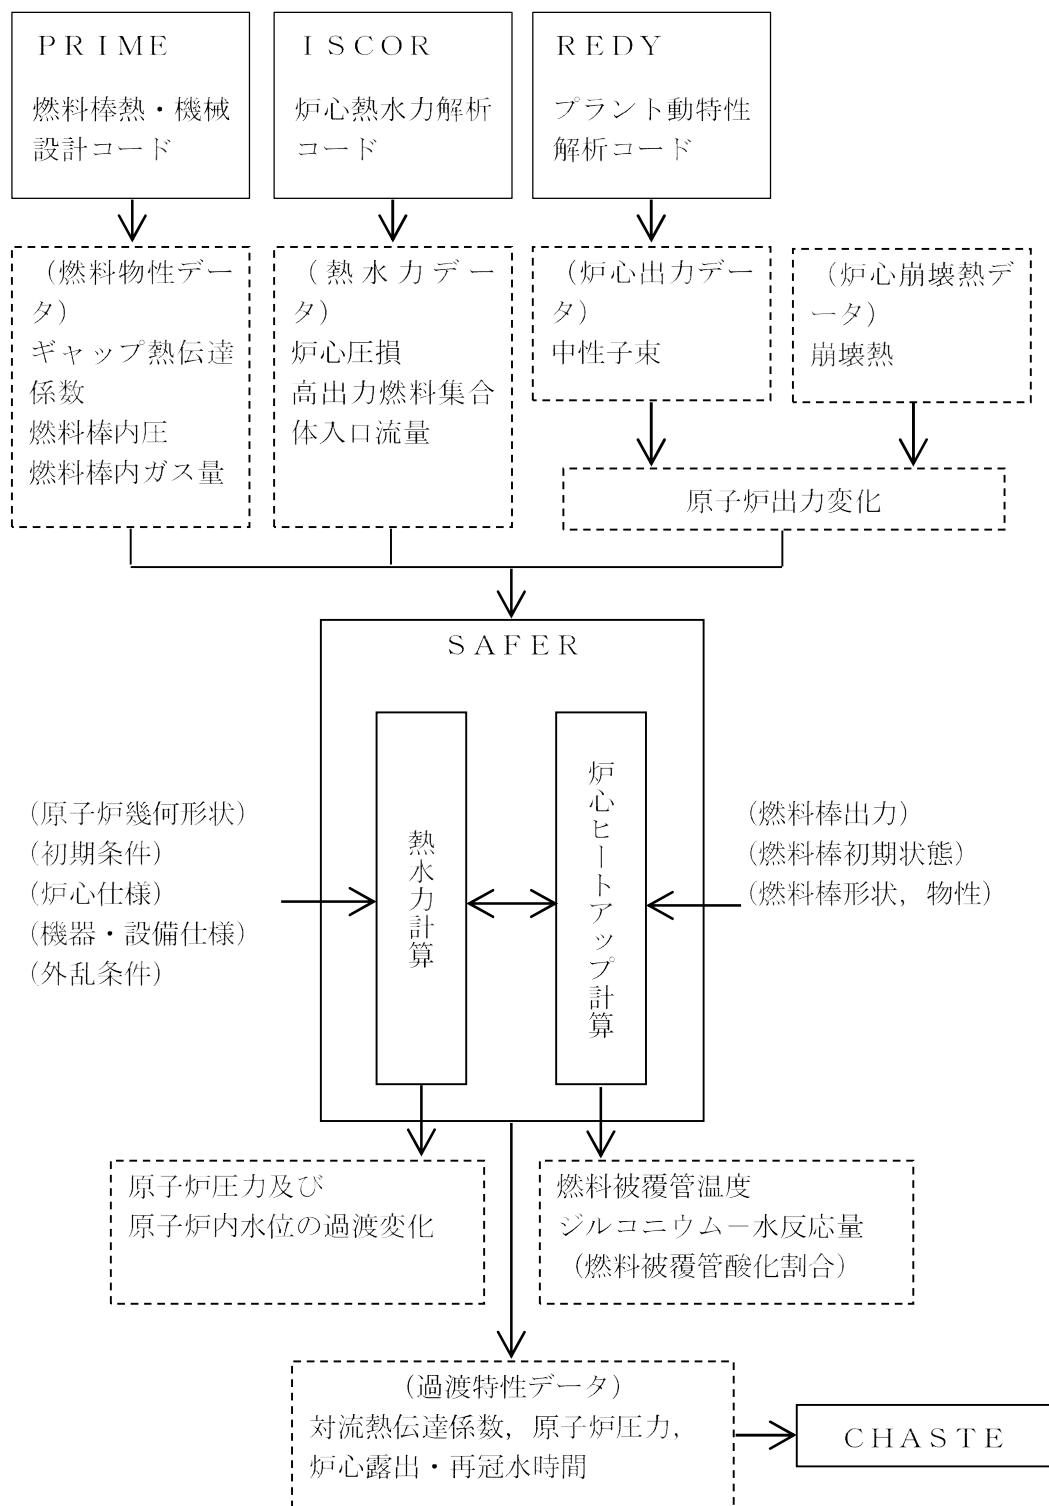 ＰＲＩＭＥ
燃料棒熱・機械
設計コード
ＩＳＣＯＲ
炉心熱水力解析
コード
ＲＥＤＹ
プラント動特性
解析コード
（燃料物性デー
タ）
ギャップ熱伝達
係数
燃料棒内圧
燃料棒内ガス量
（熱水力デー
タ）
炉心圧損
高出力燃料集合
体入口流量
（炉心出力デー
タ）
中性子束
（炉心崩壊熱デ
ータ）
崩壊熱
原子炉出力変化
ＳＡＦＥＲ
（原子炉幾何形状）
（初期条件）
（炉心仕様）
（機器・設備仕様）
（外乱条件）
熱水力計算
炉心ヒートアップ計算
（燃料棒出力）
（燃料棒初期状態）
（燃料棒形状，物性）
原子炉圧力及び
原子炉内水位の過渡変化
燃料被覆管温度
ジルコニウム－水反応量
（燃料被覆管酸化割合）
（過渡特性データ）
対流熱伝達係数，原子炉圧力，
炉心露出・再冠水時間
ＣＨＡＳＴＥ